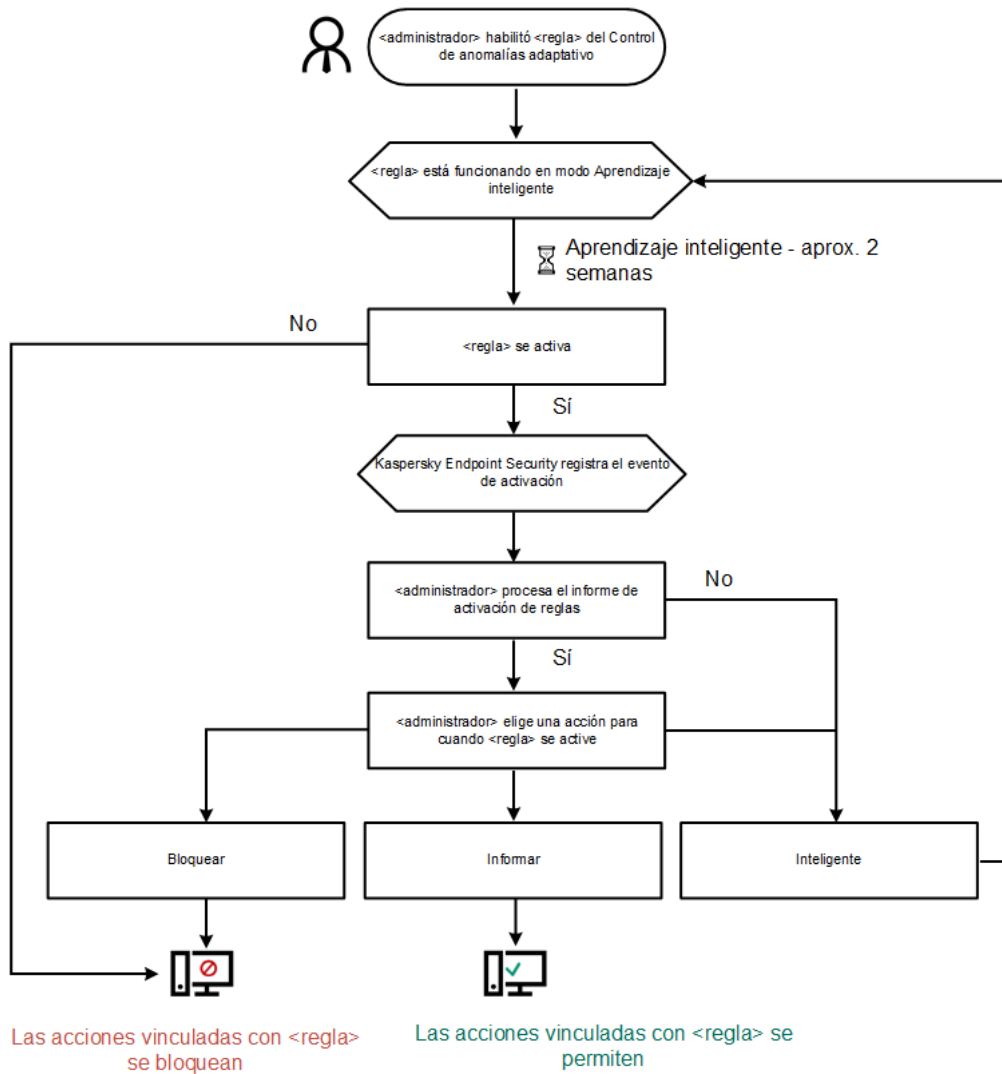 <administrador> habilitó <regla> del Control
de anomalías adaptativo
<regla> está funcionando en modo Aprendizaje
inteligente
Aprendizaje inteligente - aprox. 2
semanas
No
<regla> se activa
Sí
Kaspersky Endpoint Security registra el evento
de activación
<administrador> procesa el informe de
activación de reglas
No
Sí
<administrador> elige una acción para
cuando <regla> se active
Bloquear
Informar
Inteligente
Las acciones vinculadas con <regla>
se bloquean
Las acciones vinculadas con <regla> se
permiten